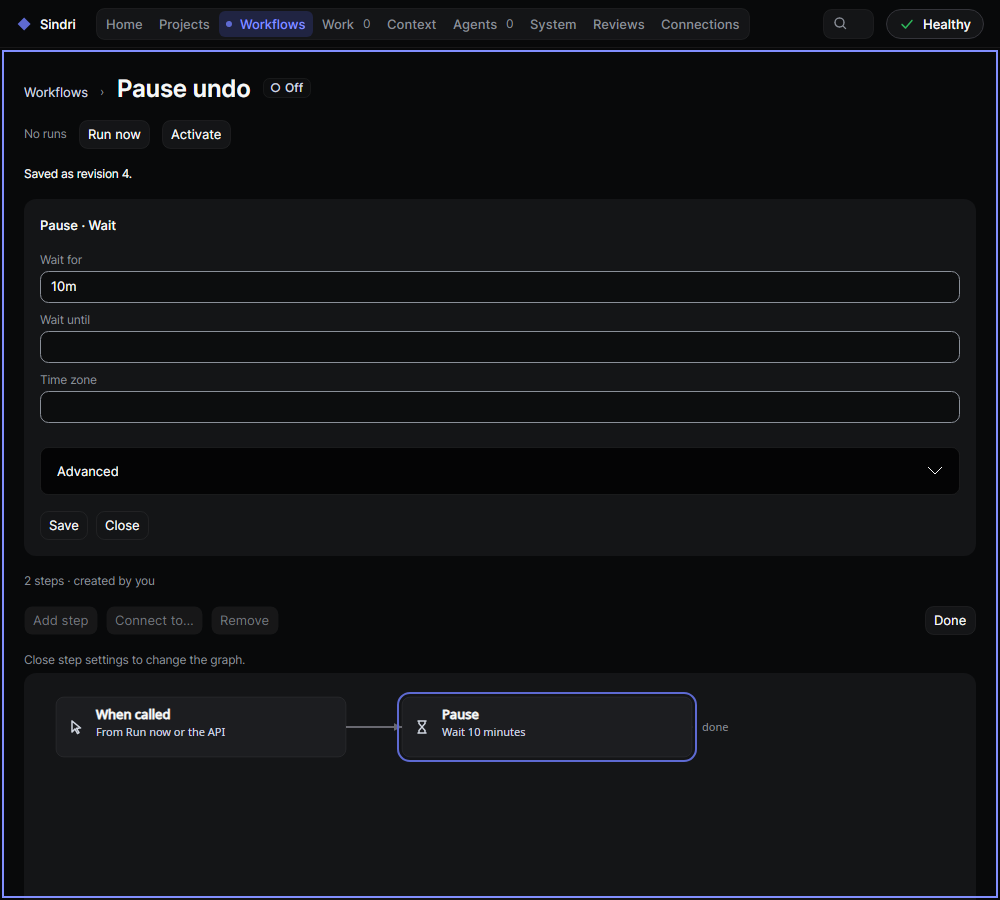 Sindri
Home Projects Workflows Work 0 Context Agents 0 System Reviews Connections
Healthy
Workflows › Pause undo Off
No runs Run now Activate
Saved as revision 4.
Pause · Wait
Wait for
10m
Wait until
Time zone
Advanced
Save Close
2 steps · created by you
Add step Connect to... Remove Done
Close step settings to change the graph.
When called
From Run now or the API
Pause
Wait 10 minutes
done